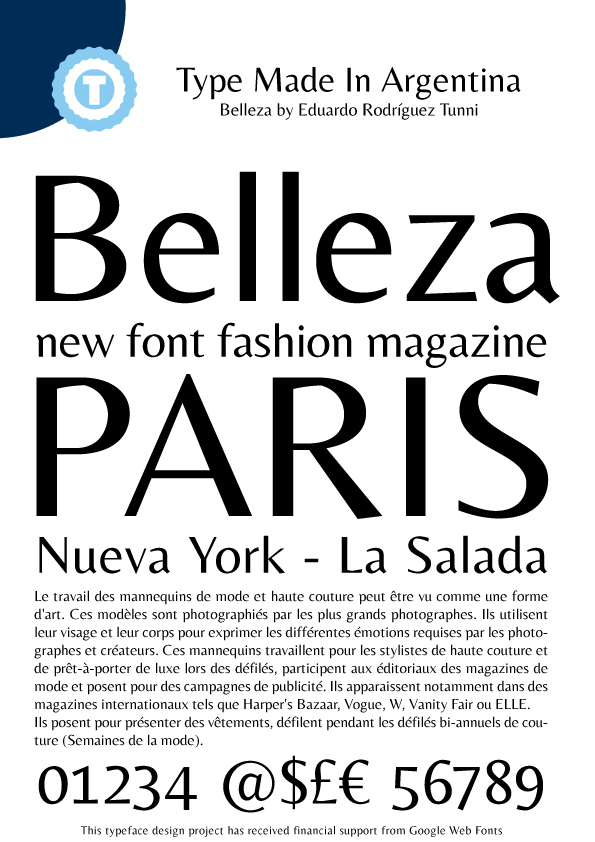 T
Type Made In Argentina
Belleza by Eduardo Rodríguez Tunni
Belleza
new font fashion magazine
PARIS
Nueva York - La Salada
Le travail des mannequins de mode et haute couture peut être vu comme une forme
d'art. Ces modèles sont photographiés par les plus grands photographes. Ils utilisent
leur visage et leur corps pour exprimer les différentes émotions requises par les photo-
graphes et créateurs. Ces mannequins travaillent pour les stylistes de haute couture et
de prêt-à-porter de luxe lors des défilés, participent aux éditoriaux des magazines de
mode et posent pour des campagnes de publicité. Ils apparaissent notamment dans des
magazines internationaux tels que Harper's Bazaar, Vogue, W, Vanity Fair ou ELLE.
Ils posent pour présenter des vêtements, défilent pendant les défilés bi-annuels de cou-
ture (Semaines de la mode).
01234 @$£€ 56789
This typeface design project has received financial support from Google Web Fonts